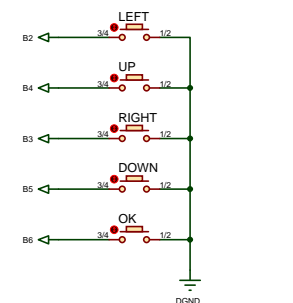 LEFT
B2 3/4 1/2
UP
B4 3/4 1/2
RIGHT
B3 3/4 1/2
DOWN
B5 3/4 1/2
OK
B6 3/4 1/2
DGND